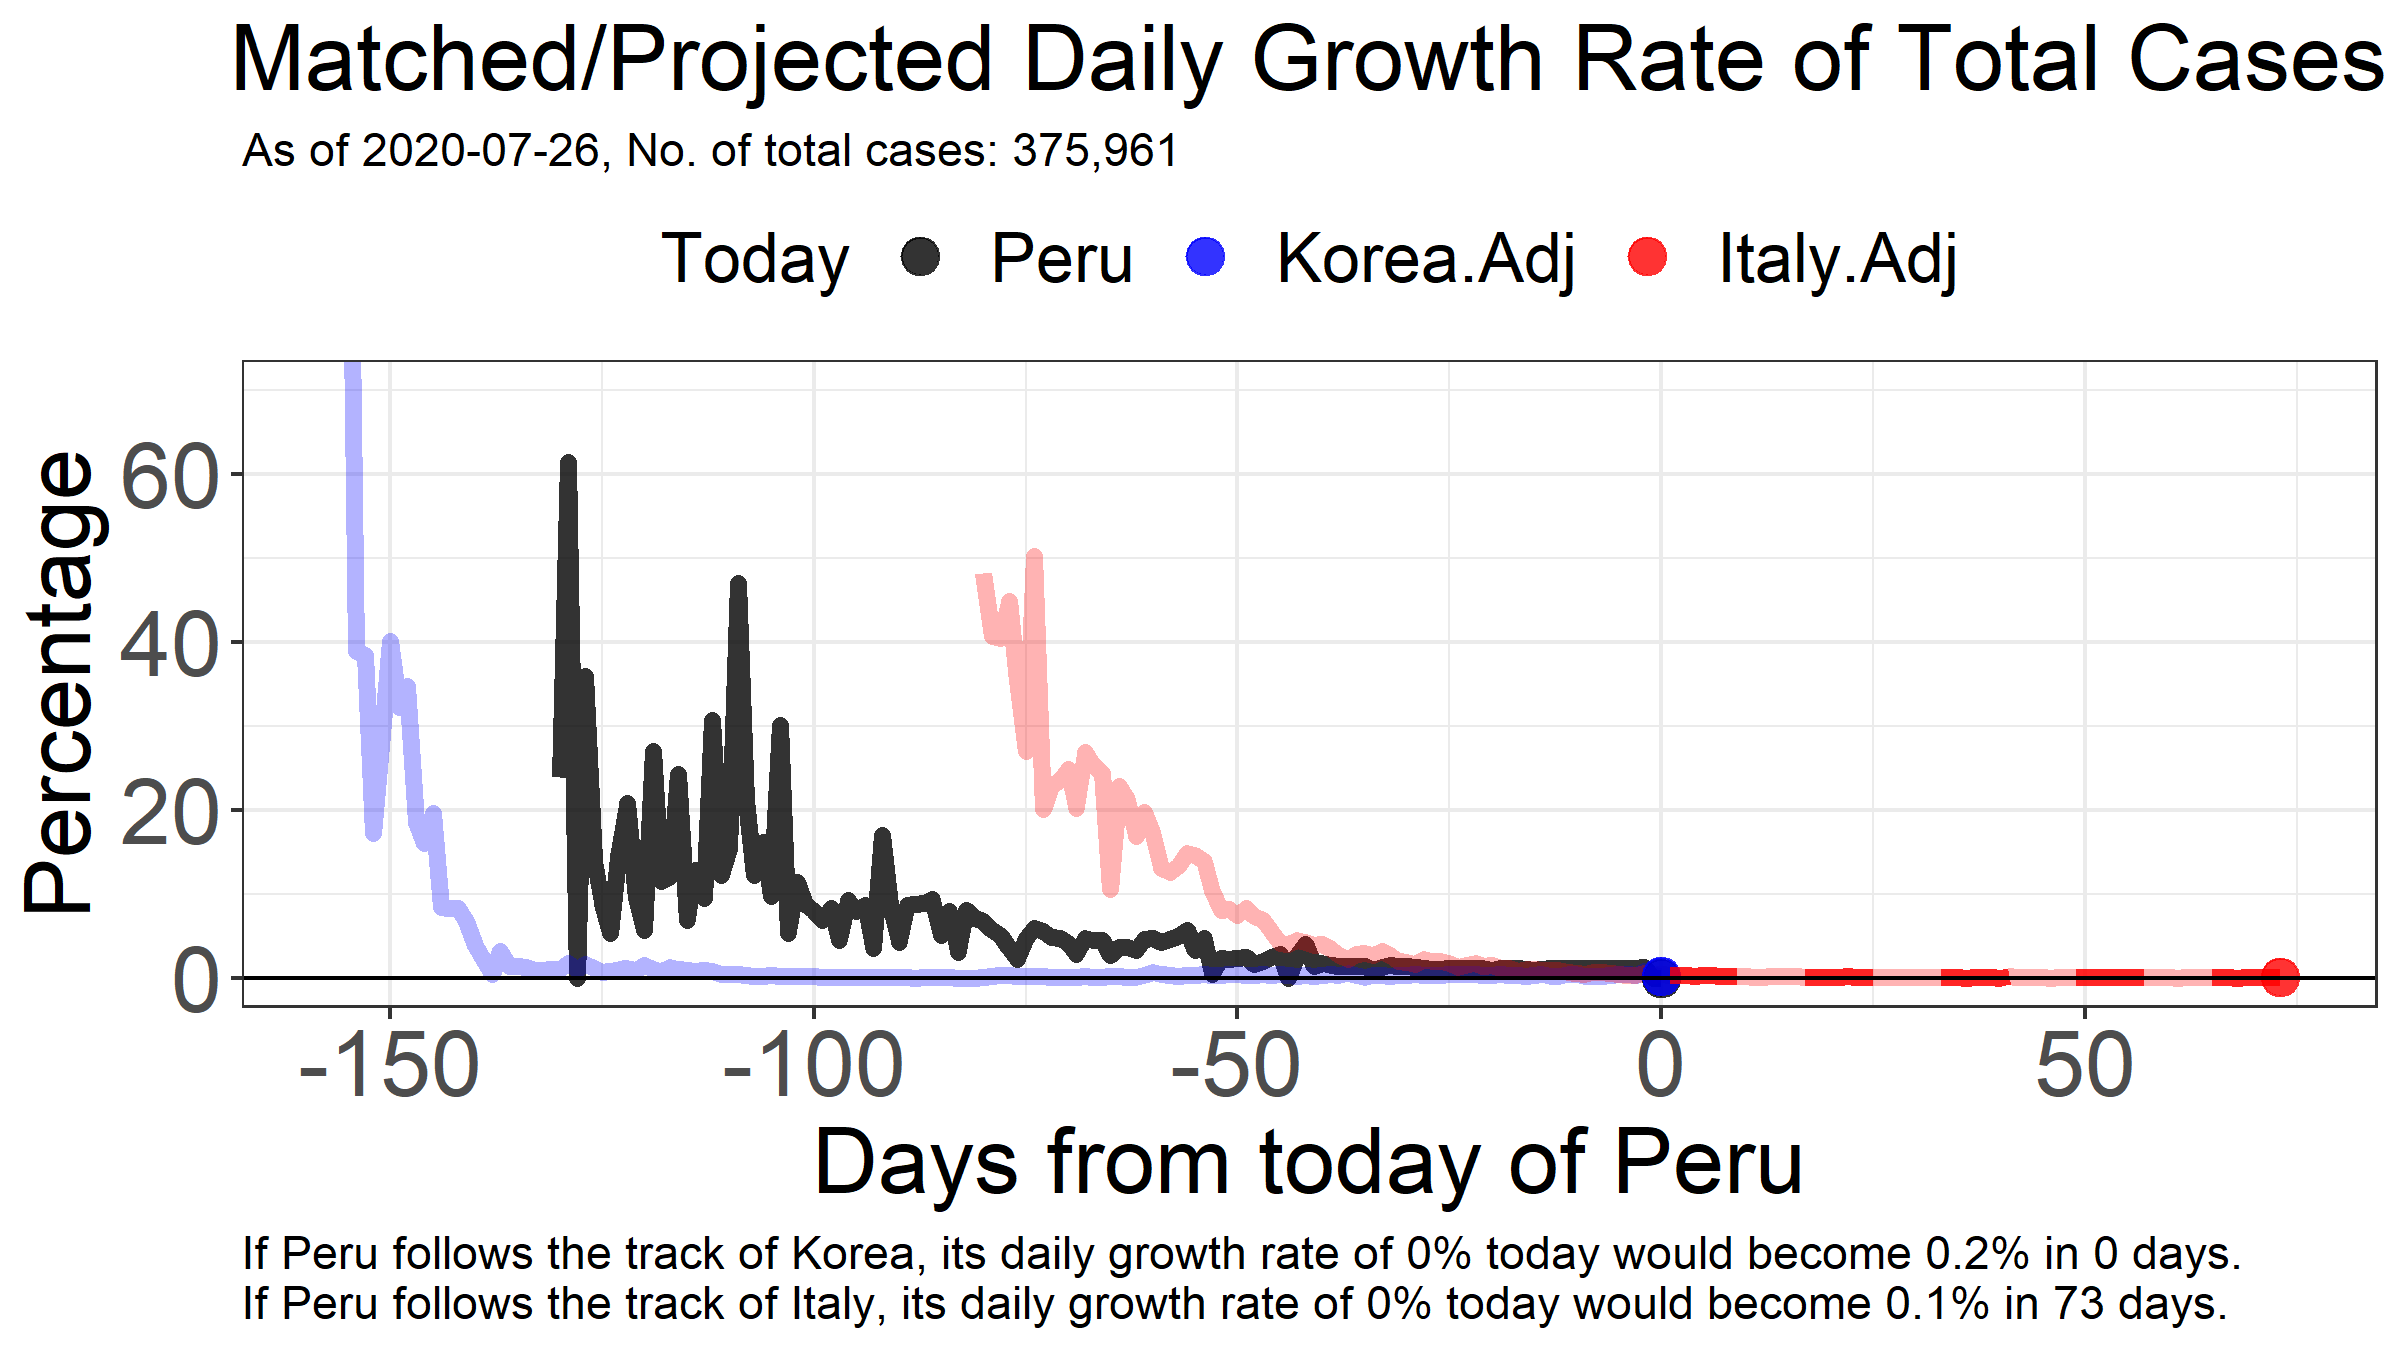 Matched/Projected Daily Growth Rate of Total Cases
As of 2020-07-26, No. of total cases: 375,961
Today Peru Korea.Adj Italy.Adj
Percentage
60
40
20
0
-150 -100 -50 0 50
Days from today of Peru
If Peru follows the track of Korea, its daily growth rate of 0% today would become 0.2% in 0 days.
If Peru follows the track of Italy, its daily growth rate of 0% today would become 0.1% in 73 days.